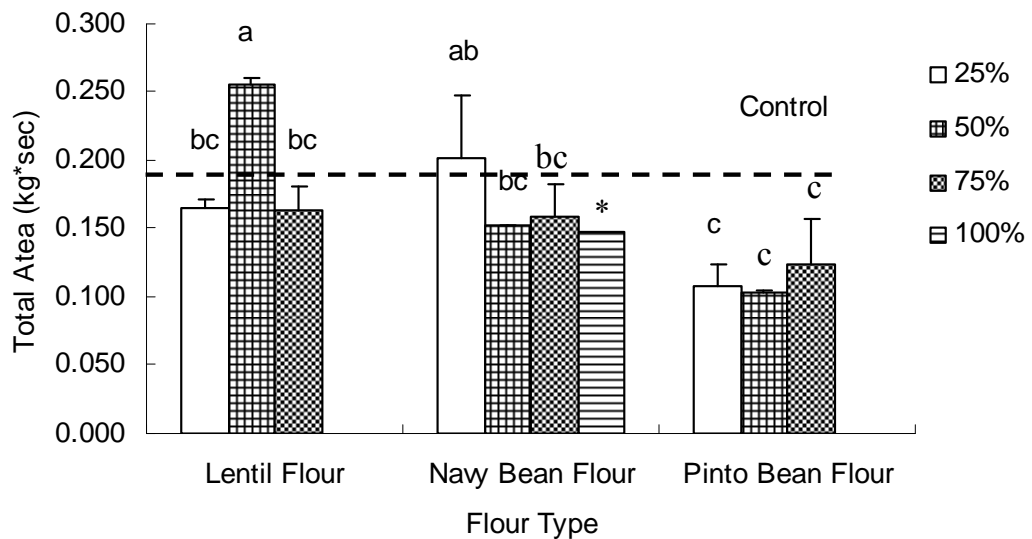 0.300
0.250
0.200
0.150
0.100
0.050
0.000
Total Atea (kg*sec)
a
bc
bc
ab
bc
bc
*
c
c
c
Control
25%
50%
75%
100%
Lentil Flour
Navy Bean Flour
Pinto Bean Flour
Flour Type